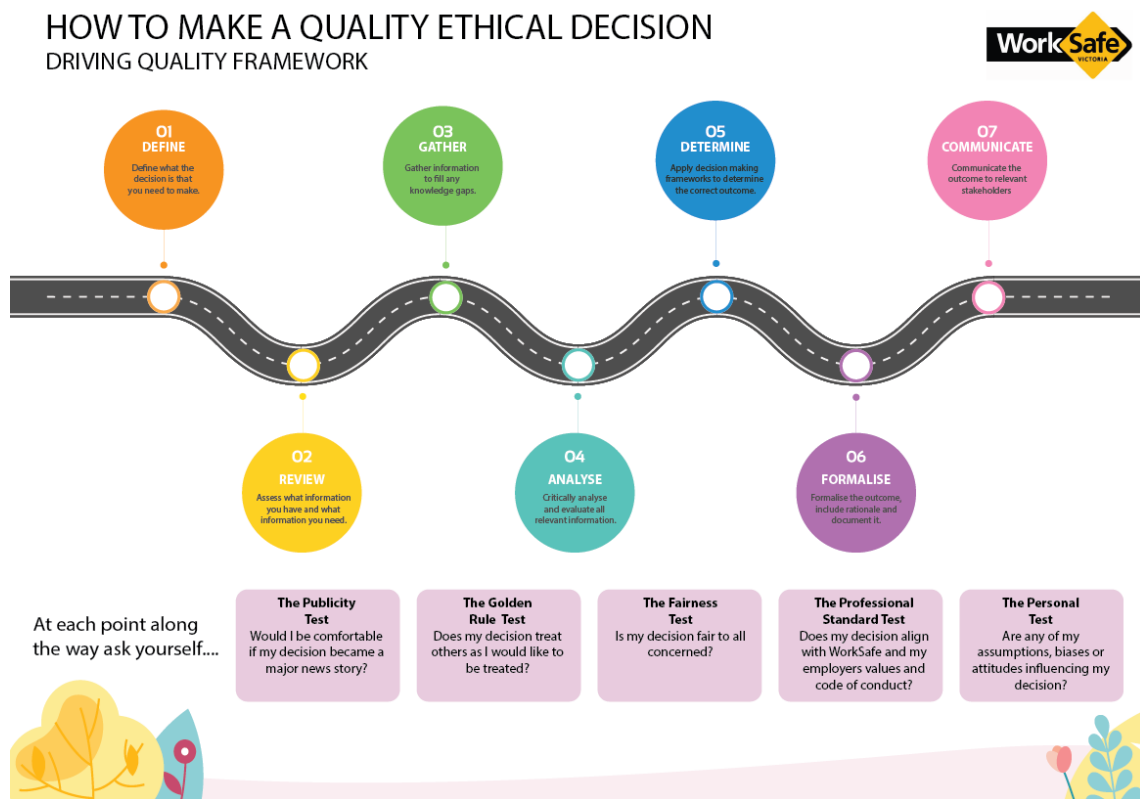 HOW TO MAKE A QUALITY ETHICAL DECISION
DRIVING QUALITY FRAMEWORK
WorkSafe
VICTORIA
01
DEFINE
Define what the
decision is that
you need to make.
03
GATHER
Gather information
to fill any
knowledge gaps.
05
DETERMINE
Apply decision making
frameworks to determine
the correct outcome.
07
COMMUNICATE
Communicate the
outcome to relevant
stakeholders
02
REVIEW
Assess what information
you have and what
information you need.
04
ANALYSE
Critically analyse
and evaluate all
relevant information.
06
FORMALISE
Formalise the outcome,
include rationale and
document it.
At each point along
the way ask yourself....
The Publicity
Test
Would I be comfortable
if my decision became a
major news story?
The Golden
Rule Test
Does my decision treat
others as I would like to
be treated?
The Fairness
Test
Is my decision fair to all
concerned?
The Professional
Standard Test
Does my decision align
with WorkSafe and my
employers values and
code of conduct?
The Personal
Test
Are any of my
assumptions, biases or
attitudes influencing my
decision?